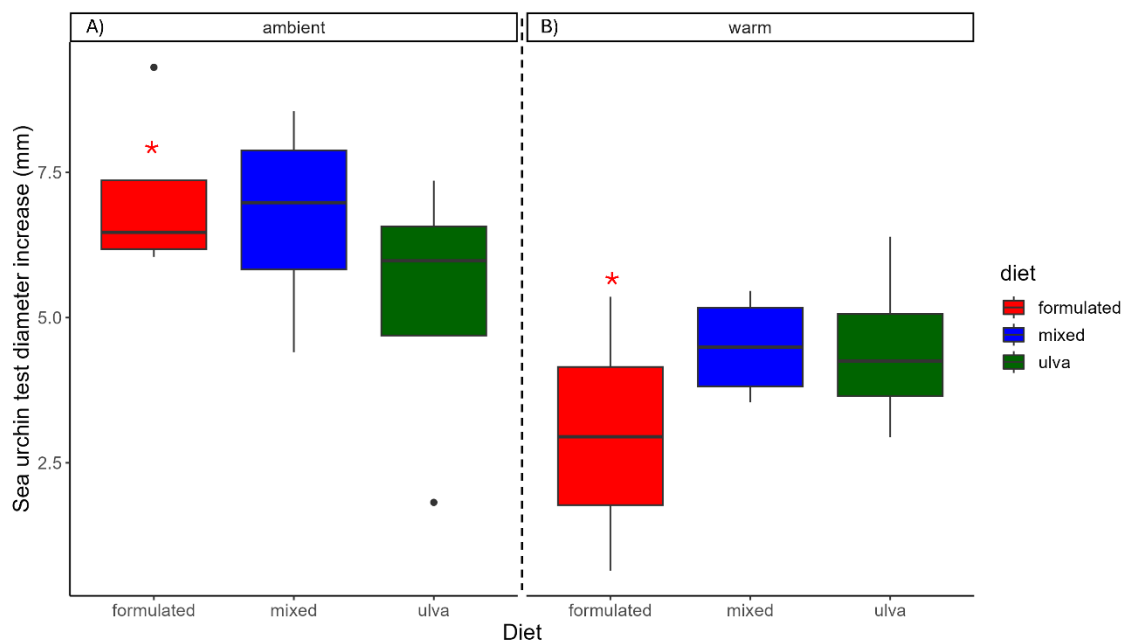 A) ambient
B) warm
Sea urchin test diameter increase (mm)
7.5
5.0
2.5
*
*
formulated mixed ulva
formulated mixed ulva
Diet
diet
formulated
mixed
ulva